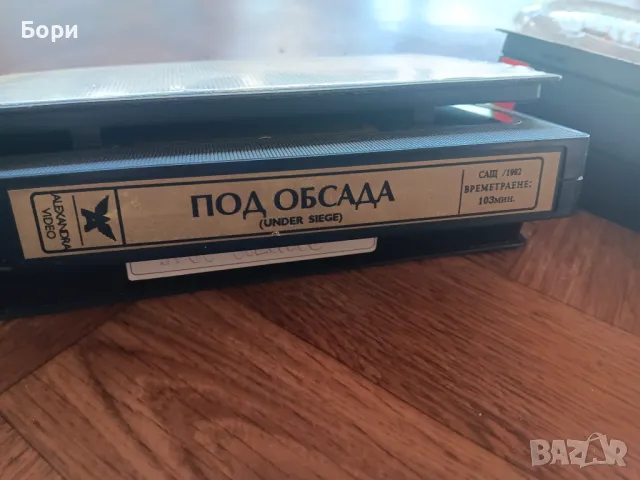 Бори
ALEXANDRA
VIDEO
ПОД ОБСАДА
(UNDER SIEGE)
САЩ /1992
ВРЕМЕТРАЕНЕ:
103мин.
BAZAR